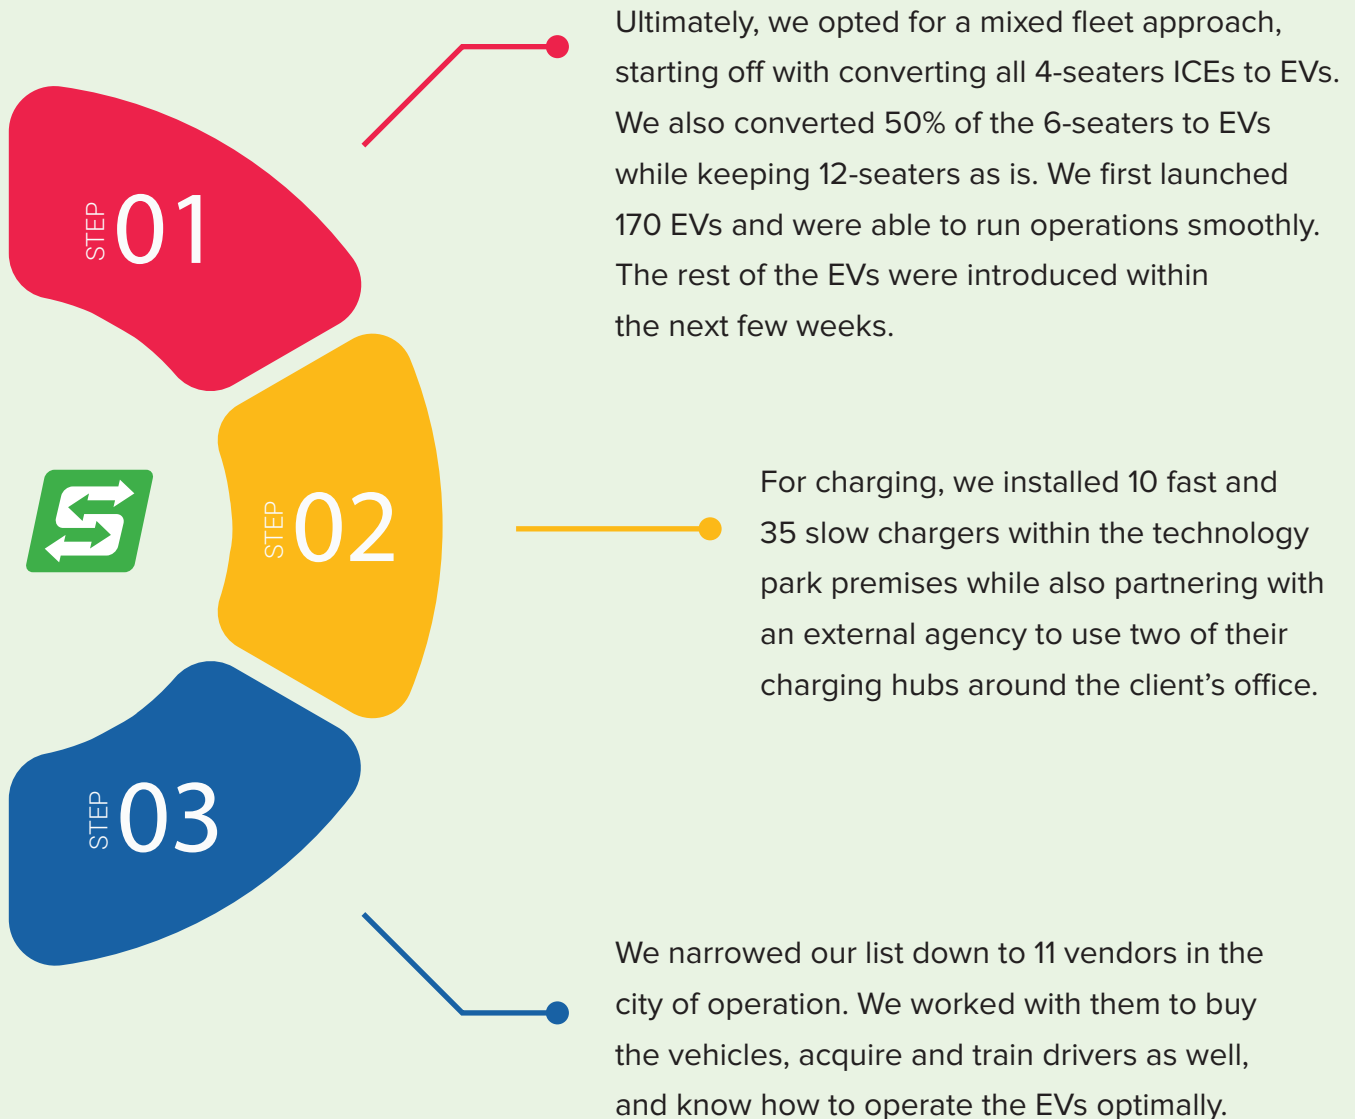 Ultimately, we opted for a mixed fleet approach,
starting off with converting all 4-seaters ICEs to EVs.
We also converted 50% of the 6-seaters to EVs
while keeping 12-seaters as is. We first launched
170 EVs and were able to run operations smoothly.
The rest of the EVs were introduced within
the next few weeks.
STEP 01
For charging, we installed 10 fast and
35 slow chargers within the technology
park premises while also partnering with
an external agency to use two of their
charging hubs around the client’s office.
STEP 02
We narrowed our list down to 11 vendors in the
city of operation. We worked with them to buy
the vehicles, acquire and train drivers as well,
and know how to operate the EVs optimally.
STEP 03